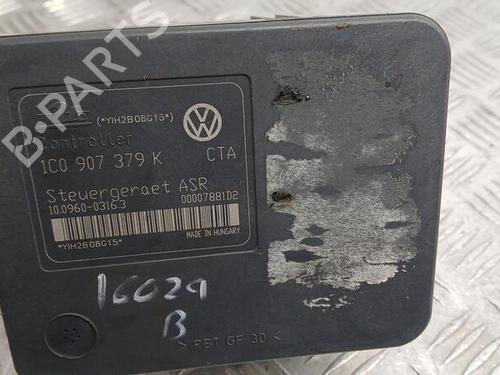 B-PARTS
(*YIH2B08G15*)
Controller
1C0 907 379 K CTA
Steuergeraet ASR
10.0960-0316.3 00007881D2
*YIH2B08G15*
MADE IN HUNGARY
16029
B
> PBT GF 30 <